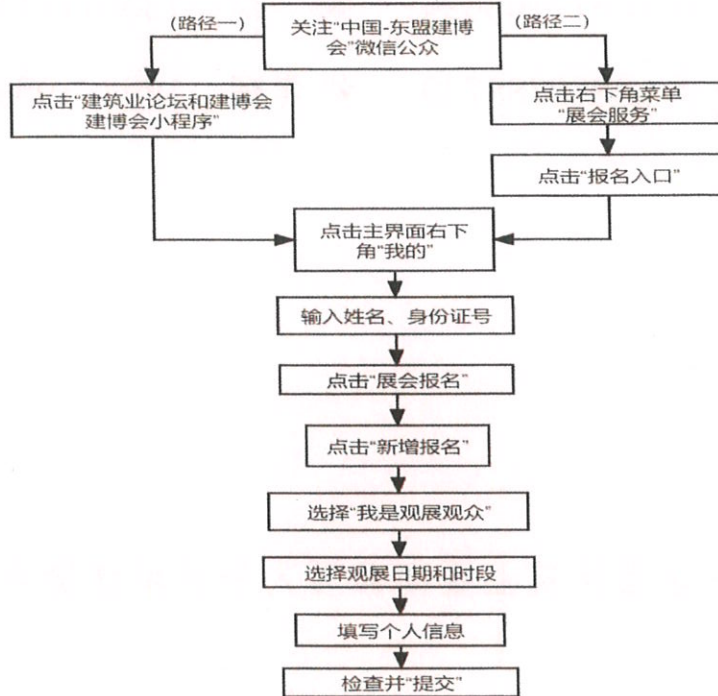 关注“中国-东盟建博
会”微信公众
(路径一)
(路径二)
点击“建筑业论坛和建博会
建博会小程序”
点击右下角菜单
“展会服务”
点击“报名入口”
点击主界面右下
角“我的”
输入姓名、身份证号
点击“展会报名”
点击“新增报名”
选择“我是观展观众”
选择观展日期和时段
填写个人信息
检查并“提交”